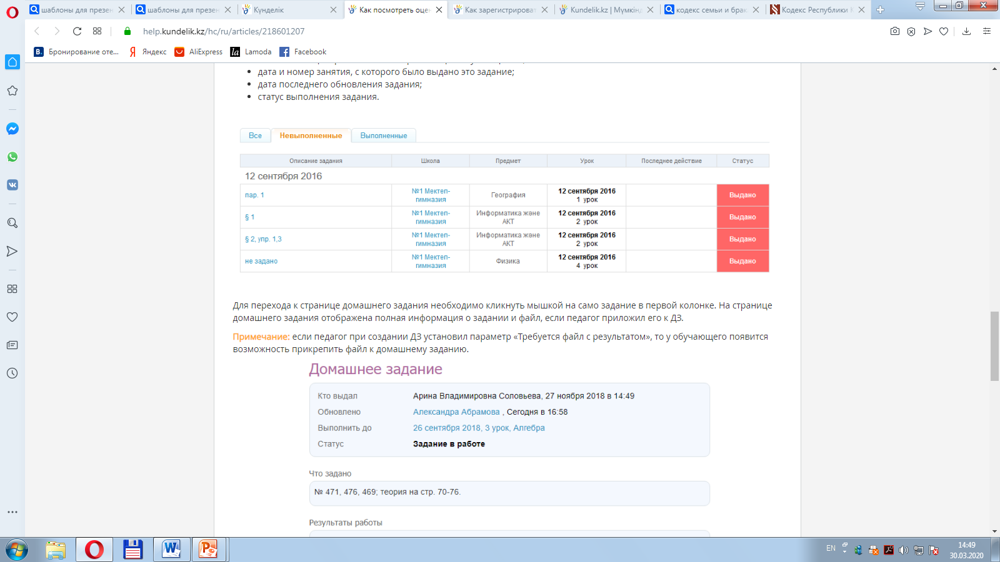 шаблоны для презен
шаблоны для презен
Күнделік
Как посмотреть оцен
Как зарегистрироват
Kundelik.kz | Мүмкінд
кодекс семьи и брак
Кодекс Республики К
help.kundelik.kz/hc/ru/articles/218601207
B. Бронирование оте...
Я Яндекс
AliExpress
la Lamoda
Facebook
дата и номер занятия, с которого было выдано это задание;
дата последнего обновления задания;
статус выполнения задания.
Все Невыполненные Выполненные
Описание задания Школа Предмет Урок Последнее действие Статус
12 сентября 2016
пар. 1 №1 Мектеп-гимназия География 12 сентября 2016 1 урок Выдано
§ 1 №1 Мектеп-гимназия Информатика және АКТ 12 сентября 2016 2 урок Выдано
§ 2, упр. 1,3 №1 Мектеп-гимназия Информатика және АКТ 12 сентября 2016 2 урок Выдано
не задано №1 Мектеп-гимназия Физика 12 сентября 2016 4 урок Выдано
Для перехода к странице домашнего задания необходимо кликнуть мышкой на само задание в первой колонке. На странице
домашнего задания отображена полная информация о задании и файл, если педагог приложил его к ДЗ.
Примечание: если педагог при создании ДЗ установил параметр «Требуется файл с результатом», то у обучающего появится
возможность прикрепить файл к домашнему заданию.
Домашнее задание
Кто выдал Арина Владимировна Соловьева, 27 ноября 2018 в 14:49
Обновлено Александра Абрамова , Сегодня в 16:58
Выполнить до 26 сентября 2018, 3 урок, Алгебра
Статус Задание в работе
Что задано
№ 471, 476, 469; теория на стр. 70-76.
Результаты работы
EN
14:49
30.03.2020